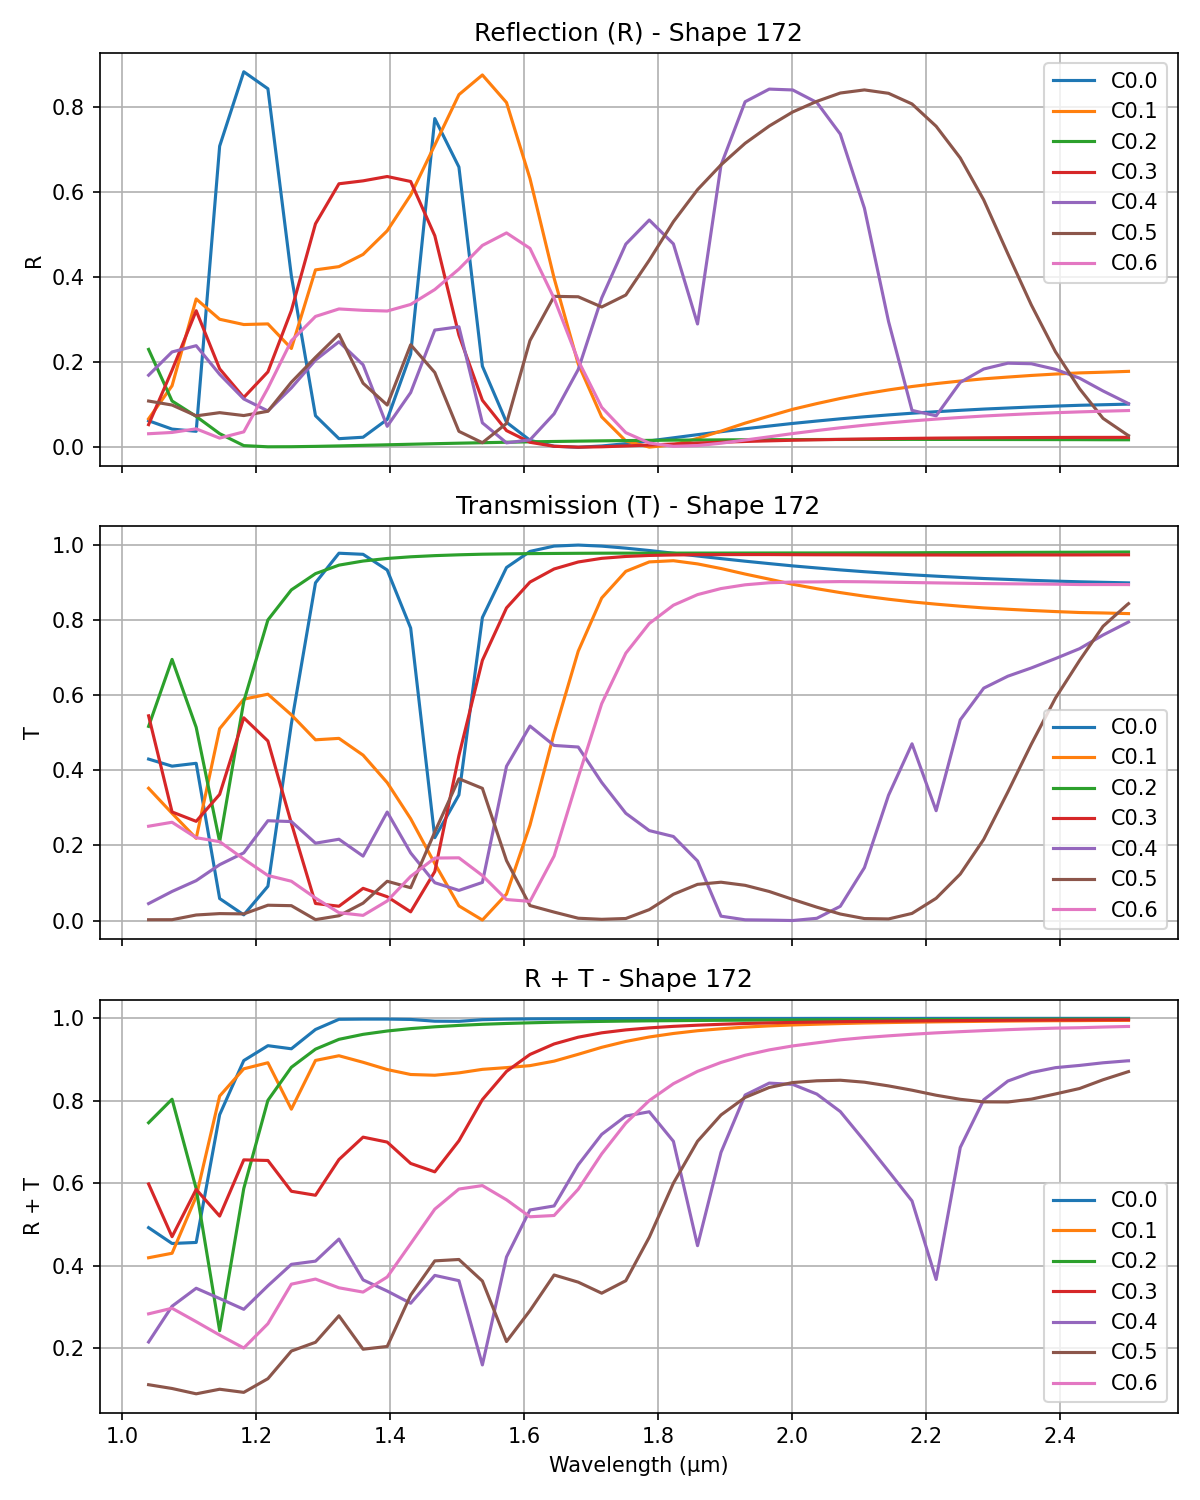 Reflection (R) - Shape 172
R
0.8
0.6
0.4
0.2
0.0
C0.0
C0.1
C0.2
C0.3
C0.4
C0.5
C0.6
Transmission (T) - Shape 172
T
1.0
0.8
0.6
0.4
0.2
0.0
C0.0
C0.1
C0.2
C0.3
C0.4
C0.5
C0.6
R + T - Shape 172
R + T
1.0
0.8
0.6
0.4
0.2
C0.0
C0.1
C0.2
C0.3
C0.4
C0.5
C0.6
1.0 1.2 1.4 1.6 1.8 2.0 2.2 2.4
Wavelength (μm)